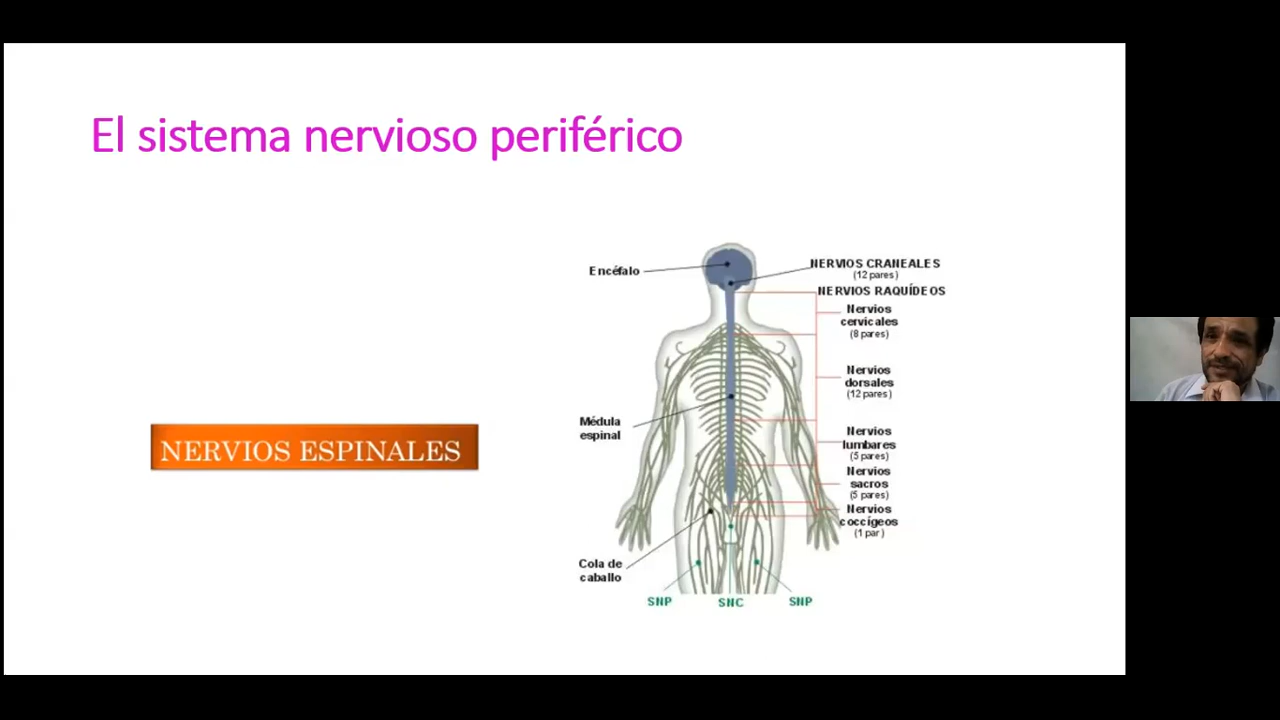 El sistema nervioso periférico
NERVIOS ESPINALES
Encéfalo
Médula
espinal
Cola de
caballo
NERVIOS CRANEALES
(12 pares)
NERVIOS RAQUÍDEOS
Nervios
cervicales
(8 pares)
Nervios
dorsales
(12 pares)
Nervios
lumbares
(5 pares)
Nervios
sacros
(5 pares)
Nervios
coccígeos
(1 par)
SNP
SNC
SNP